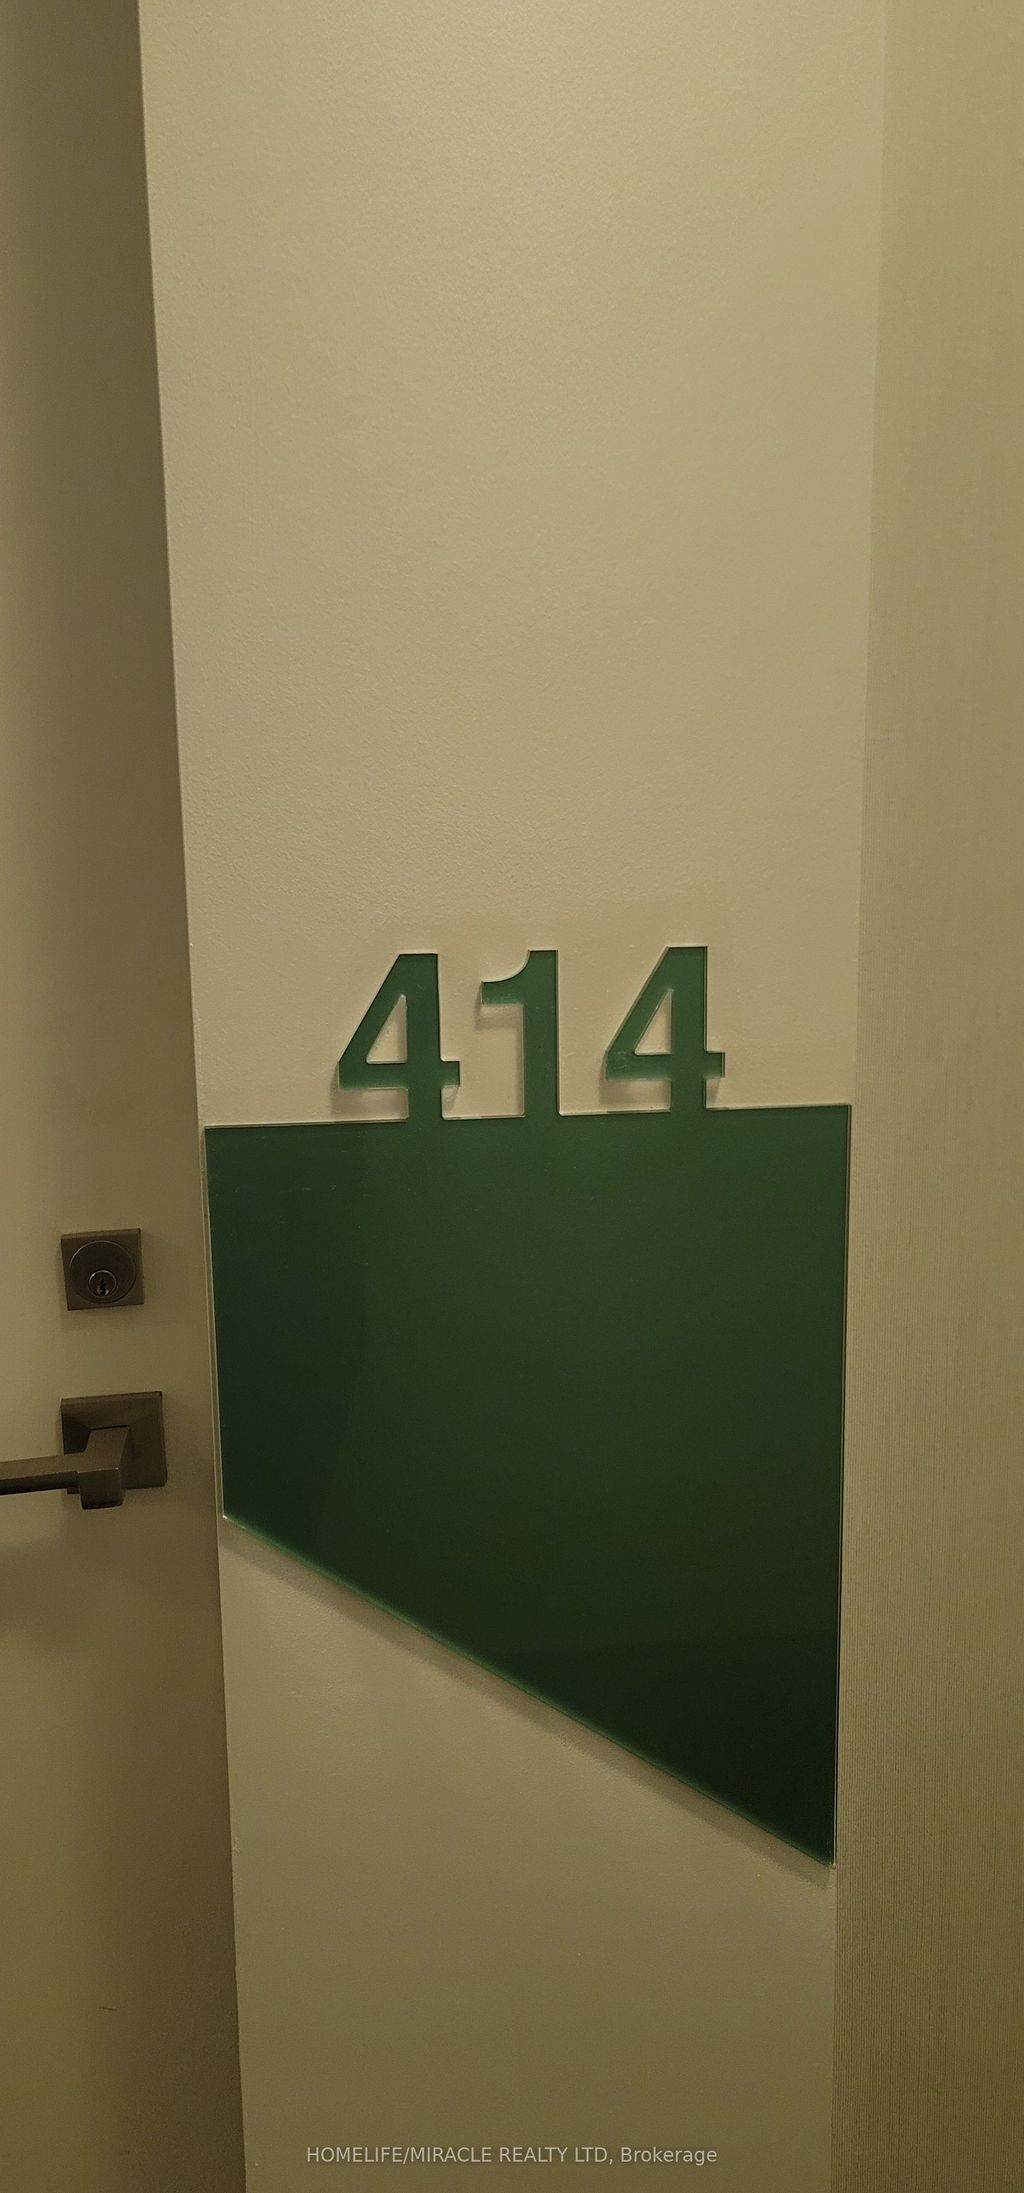 414
HOMELIFE/MIRACLE REALTY LTD, Brokerage